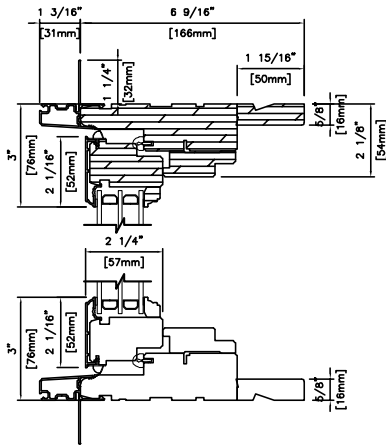 1 3/16"
[31mm]
6 9/16"
[166mm]
1 15/16"
[50mm]
1 1/4"
[32mm]
5/8"
[16mm]
2 1/8"
[54mm]
3"
[76mm]
2 1/16"
[52mm]
2 1/4"
[57mm]
3"
[76mm]
2 1/16"
[52mm]
5/8"
[16mm]